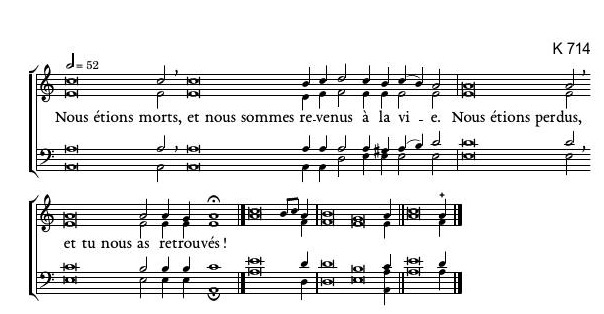 K 714
= 52
Nous étions morts, et nous sommes re-venus à la vi - e. Nous étions perdus,
et tu nous as retrouvés !